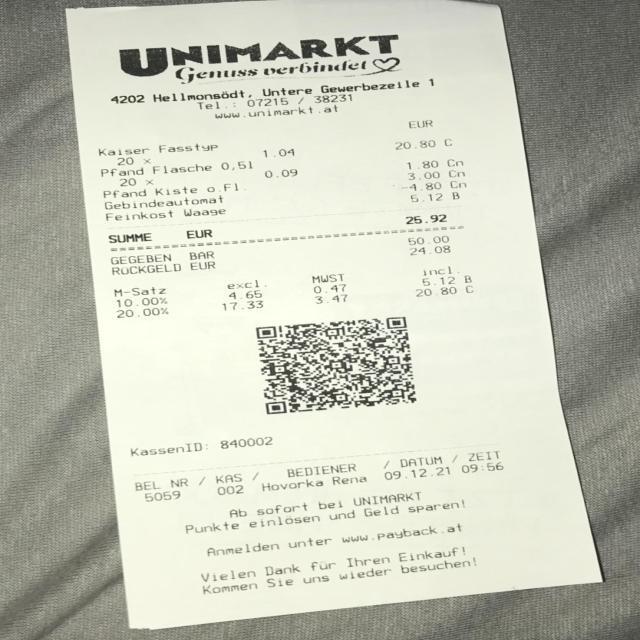 UNIMARKT
Genuss verbindet
4202 Hellmonsödt, Untere Gewerbezeile 1
Tel.: 07215 / 38231
www.unimarkt.at
EUR
Kaiser Fasstyp 20.80 C
20 x 1.04
Pfand Flasche 0,5l 1.80 Cn
20 x 0.09
Pfand Kiste o.Fl. 3.00 Cn
Gebindeautomat -4.80 Cn
Feinkost Waage 5.12 B
SUMME EUR 25.92
GEGEBEN BAR 50.00
RÜCKGELD EUR 24.08
M-Satz excl. MWST incl.
10.00% 4.65 0.47 5.12 B
20.00% 17.33 3.47 20.80 C
KassenID: 840002
BEL NR / KAS / BEDIENER / DATUM / ZEIT
5059 002 Hovorka Rena 09.12.21 09:56
Ab sofort bei UNIMARKT
Punkte einlösen und Geld sparen!
Anmelden unter www.payback.at
Vielen Dank für Ihren Einkauf!
Kommen Sie uns wieder besuchen!